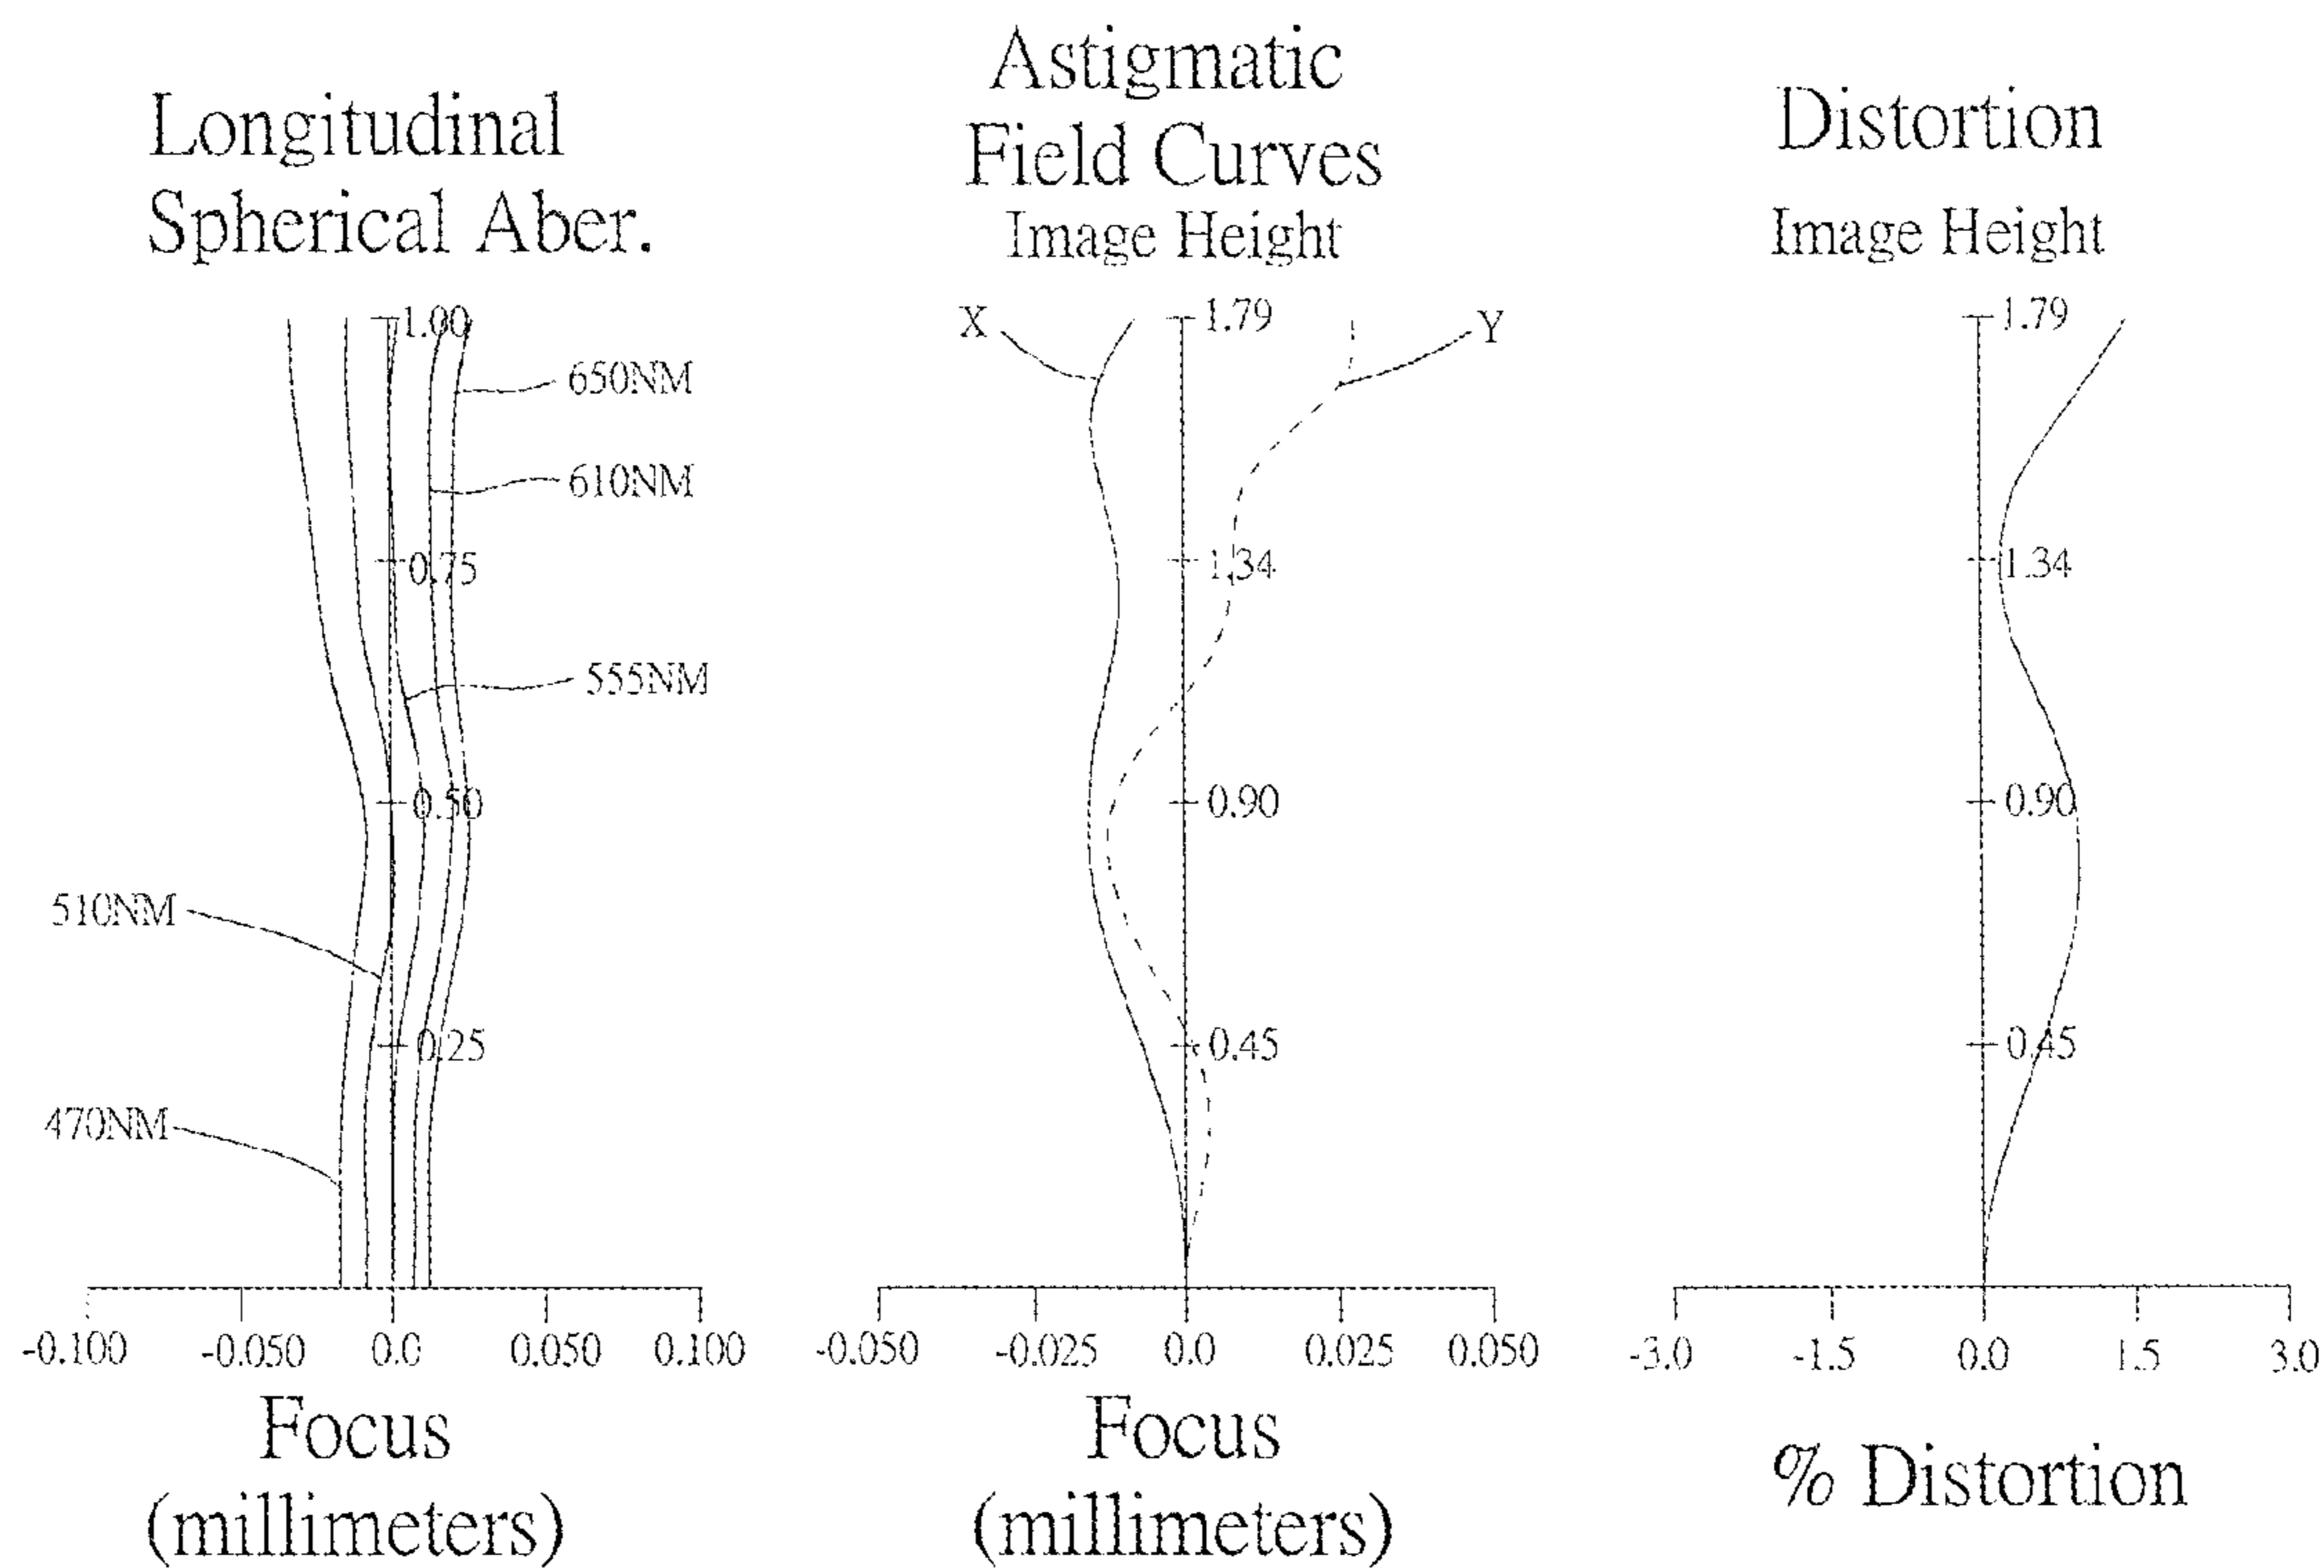 Longitudinal
Spherical Aber.
1.00
650NM
610NM
0.75
555NM
0.50
510NM
0.25
470NM
-0.100 -0.050 0.0 0.050 0.100
Focus
(millimeters)
Astigmatic
Field Curves
Image Height
X 1.79 Y
1.34
0.90
0.45
-0.050 -0.025 0.0 0.025 0.050
Focus
(millimeters)
Distortion
Image Height
1.79
1.34
0.90
0.45
-3.0 -1.5 0.0 1.5 3.0
% Distortion